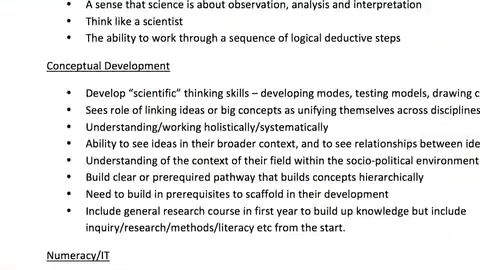 • A sense that science is about observation, analysis and interpretation
• Think like a scientist
• The ability to work through a sequence of logical deductive steps
Conceptual Development
• Develop “scientific” thinking skills – developing modes, testing models, drawing c
• Sees role of linking ideas or big concepts as unifying themselves across disciplines
• Understanding/working holistically/systematically
• Ability to see ideas in their broader context, and to see relationships between ide
• Understanding of the context of their field within the socio-political environment
• Build clear or prerequired pathway that builds concepts hierarchically
• Need to build in prerequisites to scaffold in their development
• Include general research course in first year to build up knowledge but include
inquiry/research/methods/literacy etc from the start.
Numeracy/IT